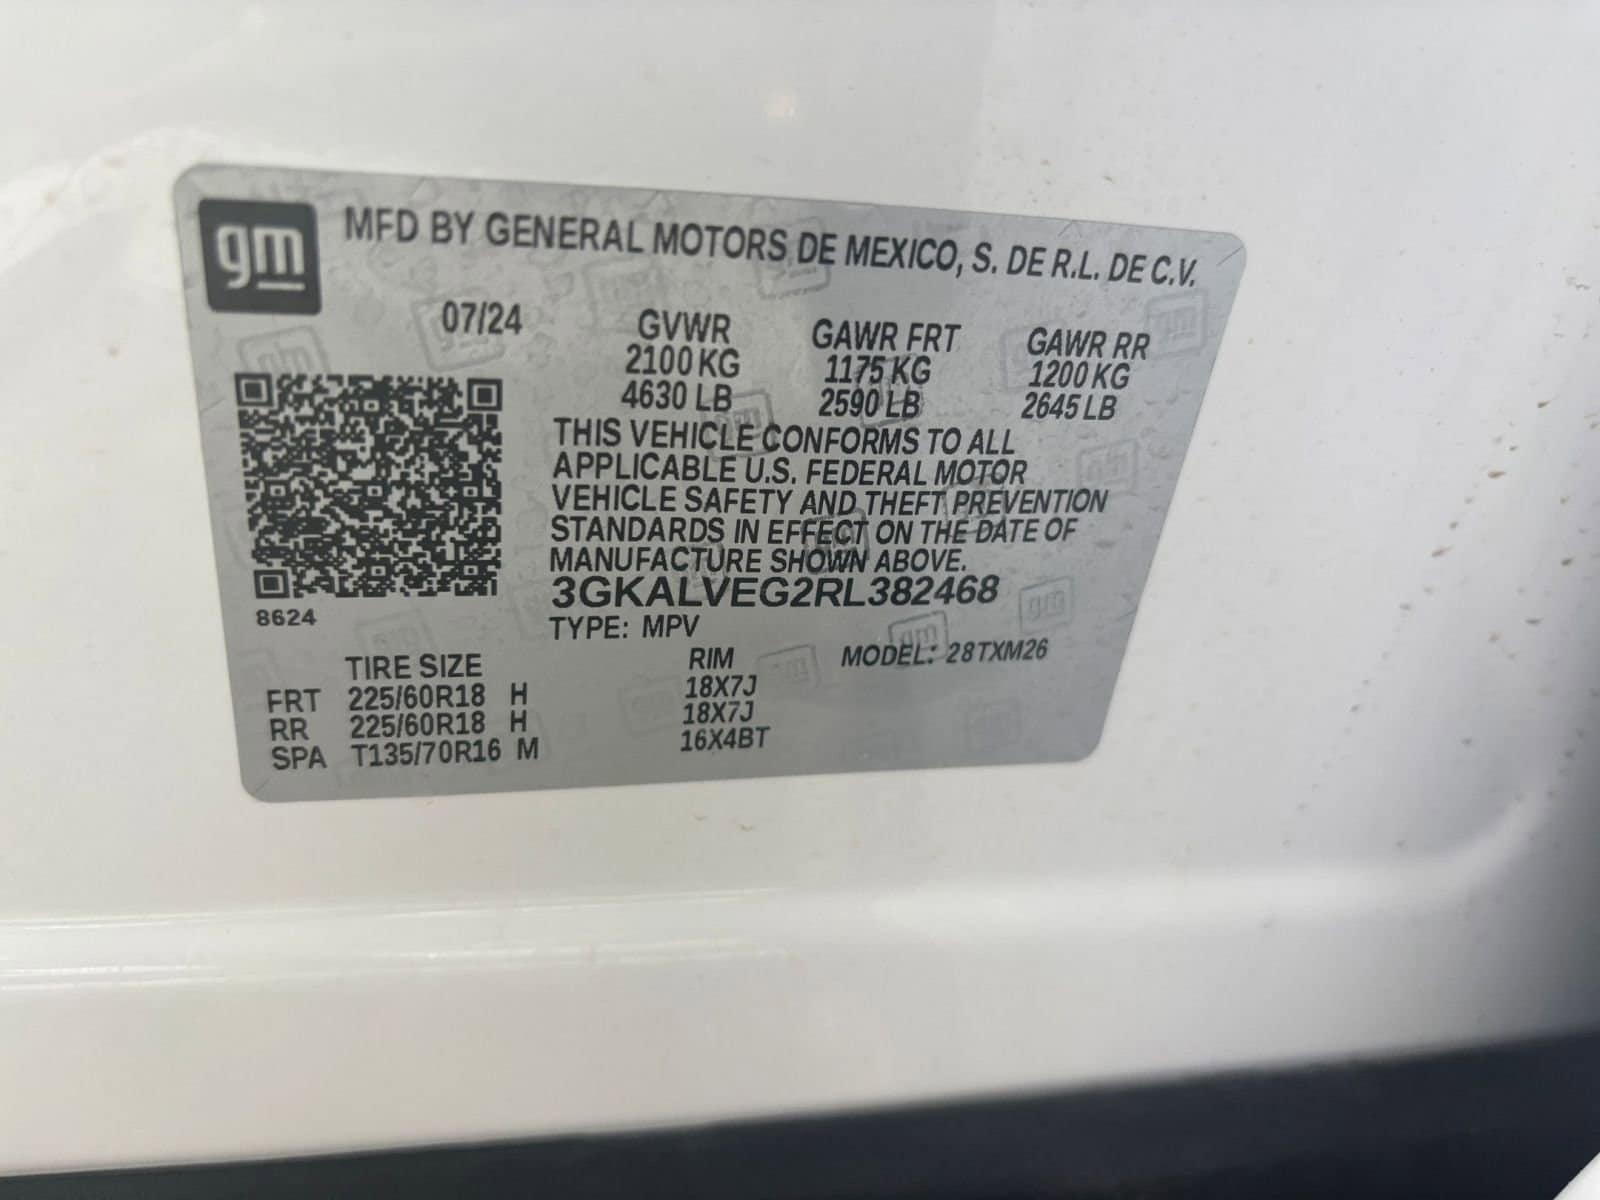 gm
MFD BY GENERAL MOTORS DE MEXICO, S. DE R.L. DE C.V.
07/24 GVWR GAWR FRT GAWR RR
2100 KG 1175 KG 1200 KG
4630 LB 2590 LB 2645 LB
THIS VEHICLE CONFORMS TO ALL
APPLICABLE U.S. FEDERAL MOTOR
VEHICLE SAFETY AND THEFT PREVENTION
STANDARDS IN EFFECT ON THE DATE OF
MANUFACTURE SHOWN ABOVE.
3GKALVEG2RL382468
8624
TYPE: MPV
TIRE SIZE RIM MODEL: 28TXM26
FRT 225/60R18 H 18X7J
RR 225/60R18 H 18X7J
SPA T135/70R16 M 16X4BT